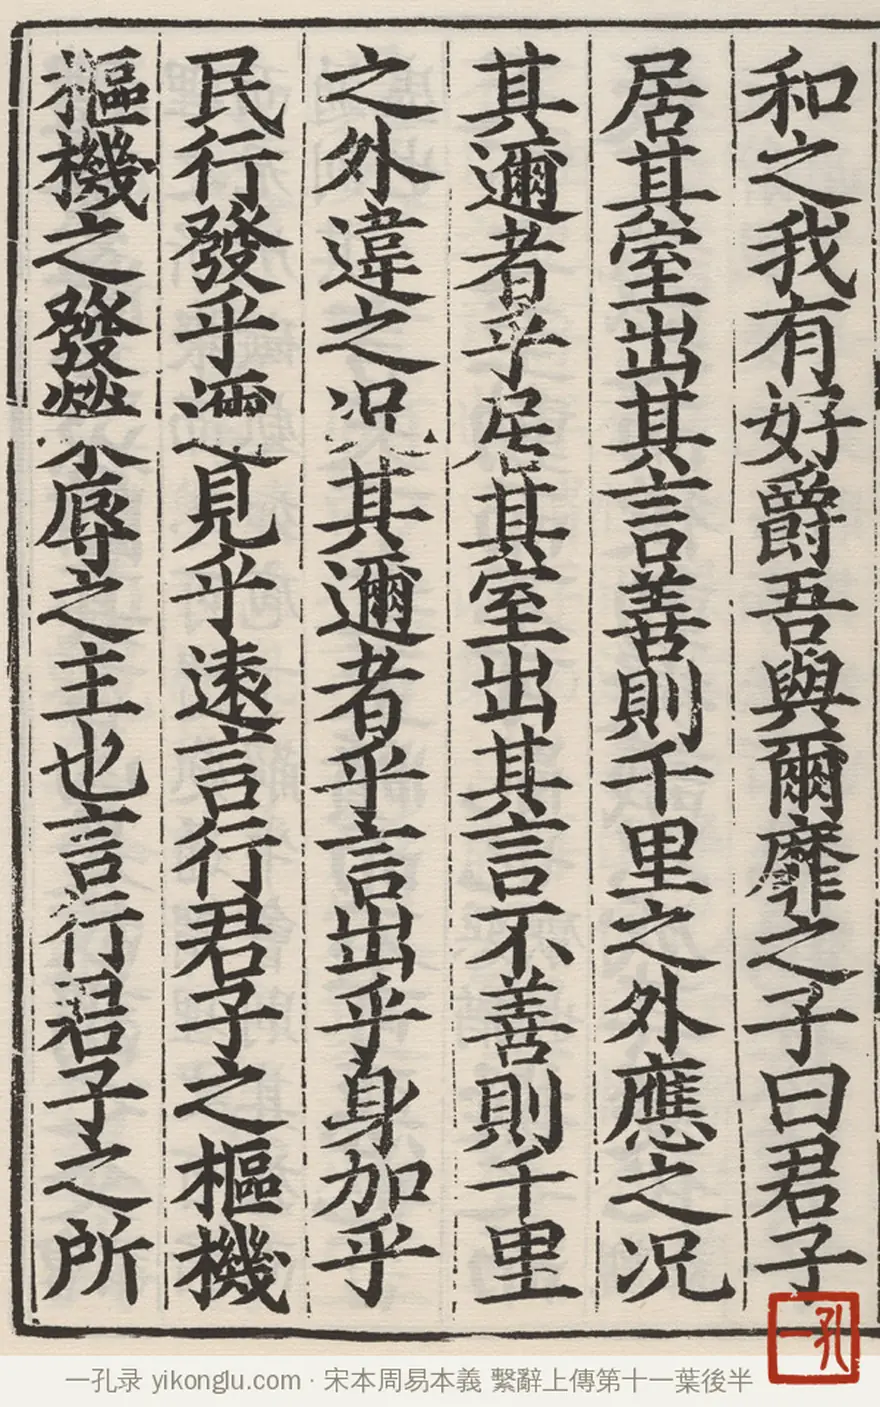 和之我有好爵吾與爾靡之子曰君子
居其室出其言善則千里之外應之况
其邇者乎居其室出其言不善則千里
之外違之况其邇者乎言出乎身加乎
民行發乎邇見乎遠言行君子之樞機
樞機之發榮辱之主也言行君子之所
一孔
一孔录 yikonglu.com · 宋本周易本義 繫辭上傳第十一葉後半